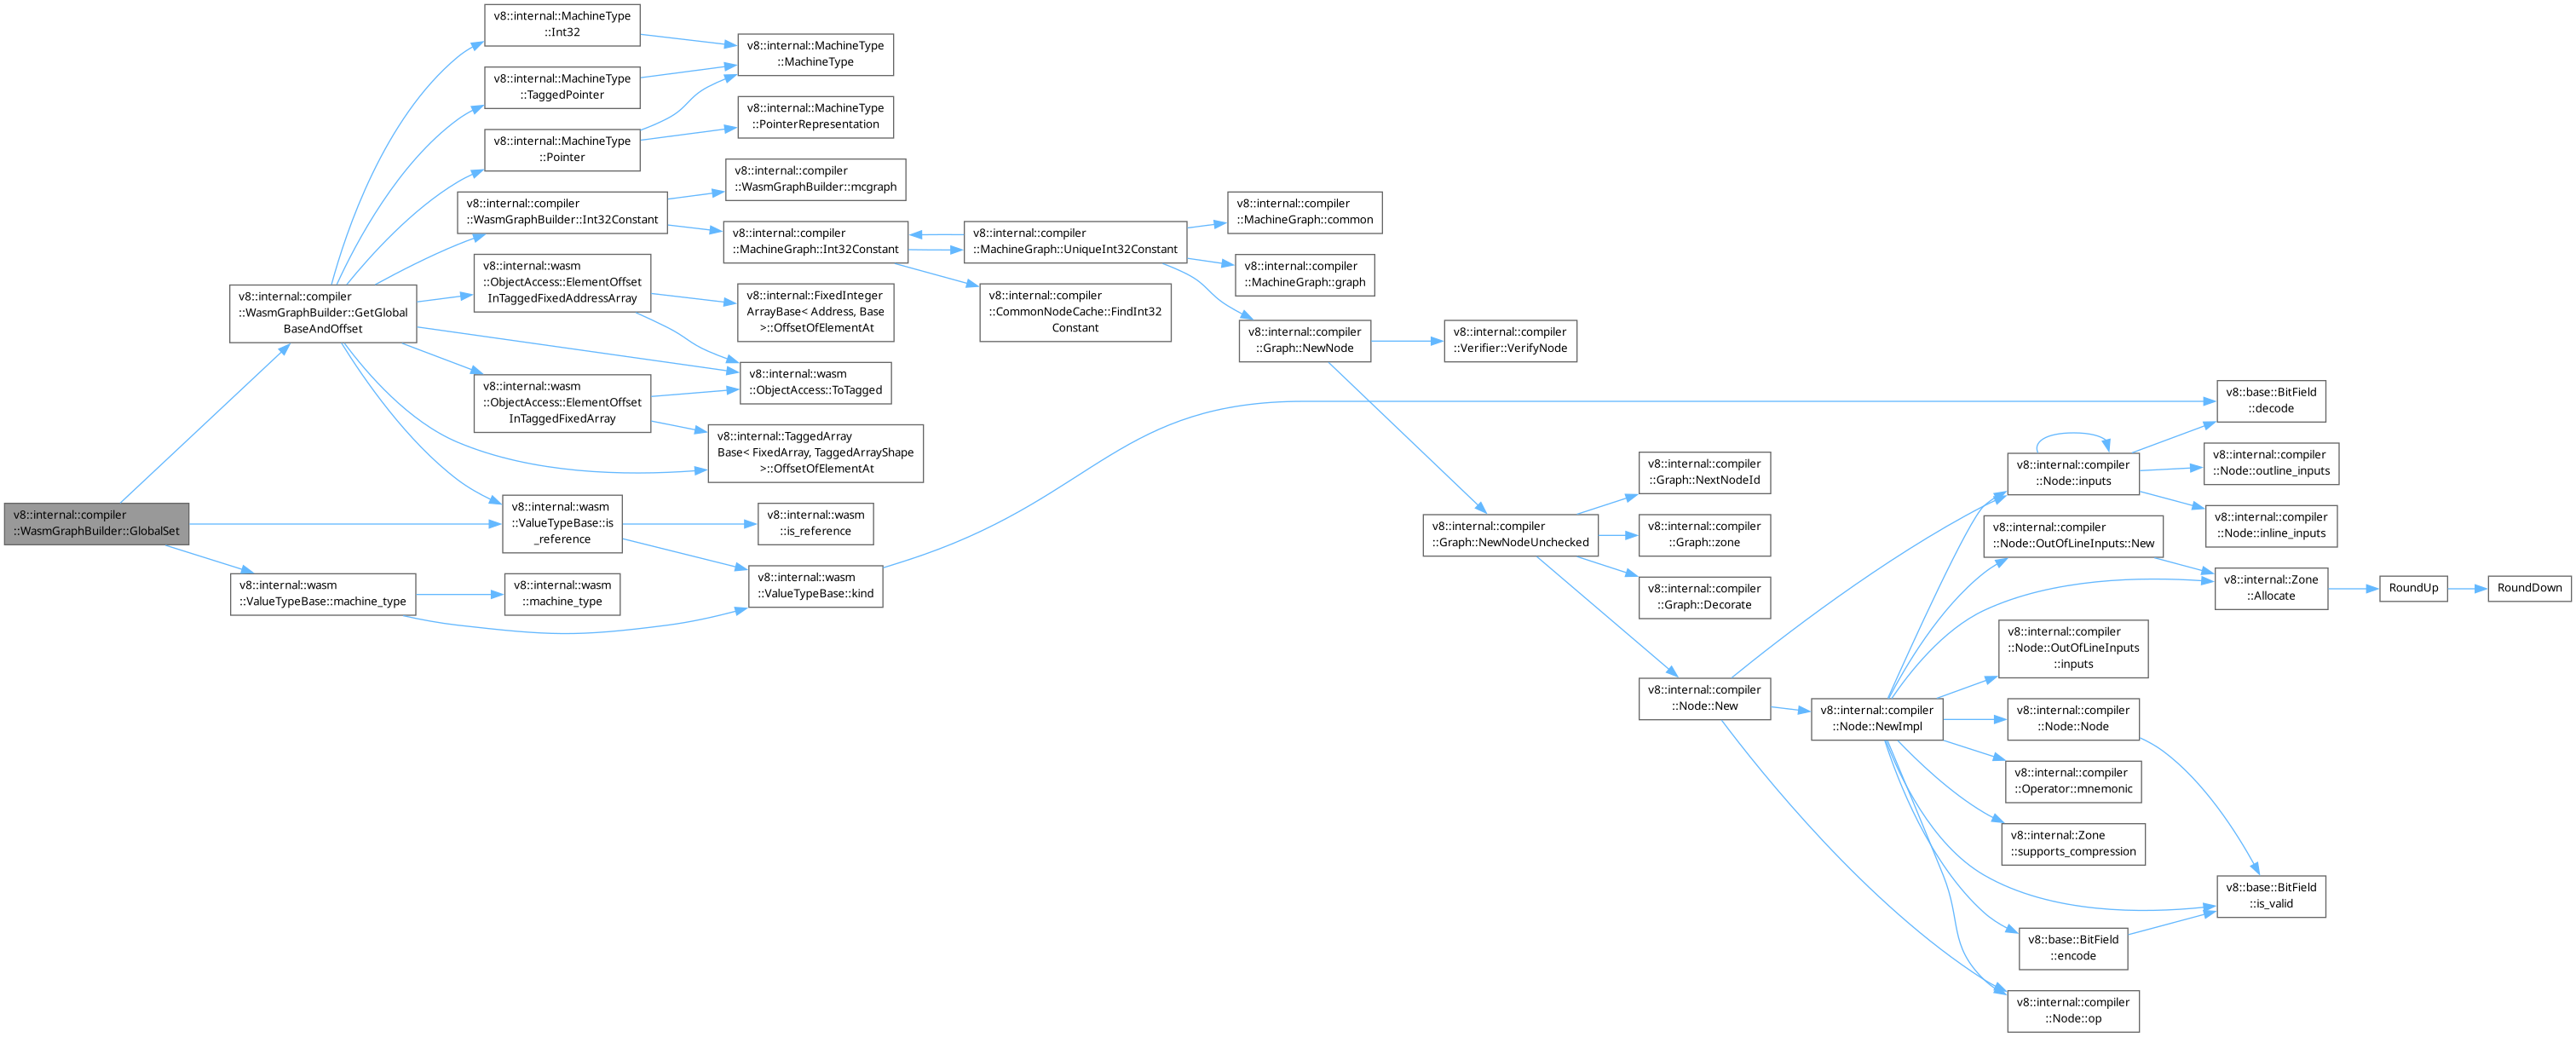 v8::internal::compiler
::WasmGraphBuilder::GlobalSet
v8::internal::compiler
::WasmGraphBuilder::GetGlobal
BaseAndOffset
v8::internal::wasm
::ValueTypeBase::machine_type
v8::internal::MachineType
::Int32
v8::internal::MachineType
::TaggedPointer
v8::internal::MachineType
::Pointer
v8::internal::compiler
::WasmGraphBuilder::Int32Constant
v8::internal::wasm
::ObjectAccess::ElementOffset
InTaggedFixedAddressArray
v8::internal::wasm
::ObjectAccess::ElementOffset
InTaggedFixedArray
v8::internal::wasm
::ValueTypeBase::is
_reference
v8::internal::wasm
::machine_type
v8::internal::MachineType
::MachineType
v8::internal::MachineType
::PointerRepresentation
v8::internal::compiler
::WasmGraphBuilder::mcgraph
v8::internal::compiler
::MachineGraph::Int32Constant
v8::internal::FixedInteger
ArrayBase< Address, Base
>::OffsetOfElementAt
v8::internal::wasm
::ObjectAccess::ToTagged
v8::internal::TaggedArray
Base< FixedArray, TaggedArrayShape
>::OffsetOfElementAt
v8::internal::wasm
::is_reference
v8::internal::wasm
::ValueTypeBase::kind
v8::internal::compiler
::MachineGraph::UniqueInt32Constant
v8::internal::compiler
::CommonNodeCache::FindInt32
Constant
v8::internal::compiler
::MachineGraph::common
v8::internal::compiler
::MachineGraph::graph
v8::internal::compiler
::Graph::NewNode
v8::internal::compiler
::Verifier::VerifyNode
v8::internal::compiler
::Graph::NewNodeUnchecked
v8::internal::compiler
::Graph::NextNodeId
v8::internal::compiler
::Graph::zone
v8::internal::compiler
::Graph::Decorate
v8::internal::compiler
::Node::New
v8::internal::compiler
::Node::NewImpl
v8::internal::compiler
::Node::inputs
v8::internal::compiler
::Node::OutOfLineInputs::New
v8::internal::compiler
::Node::OutOfLineInputs
::inputs
v8::internal::compiler
::Node::Node
v8::internal::compiler
::Operator::mnemonic
v8::internal::Zone
::supports_compression
v8::base::BitField
::encode
v8::internal::compiler
::Node::op
v8::base::BitField
::decode
v8::internal::compiler
::Node::outline_inputs
v8::internal::compiler
::Node::inline_inputs
v8::internal::Zone
::Allocate
v8::base::BitField
::is_valid
RoundUp
RoundDown